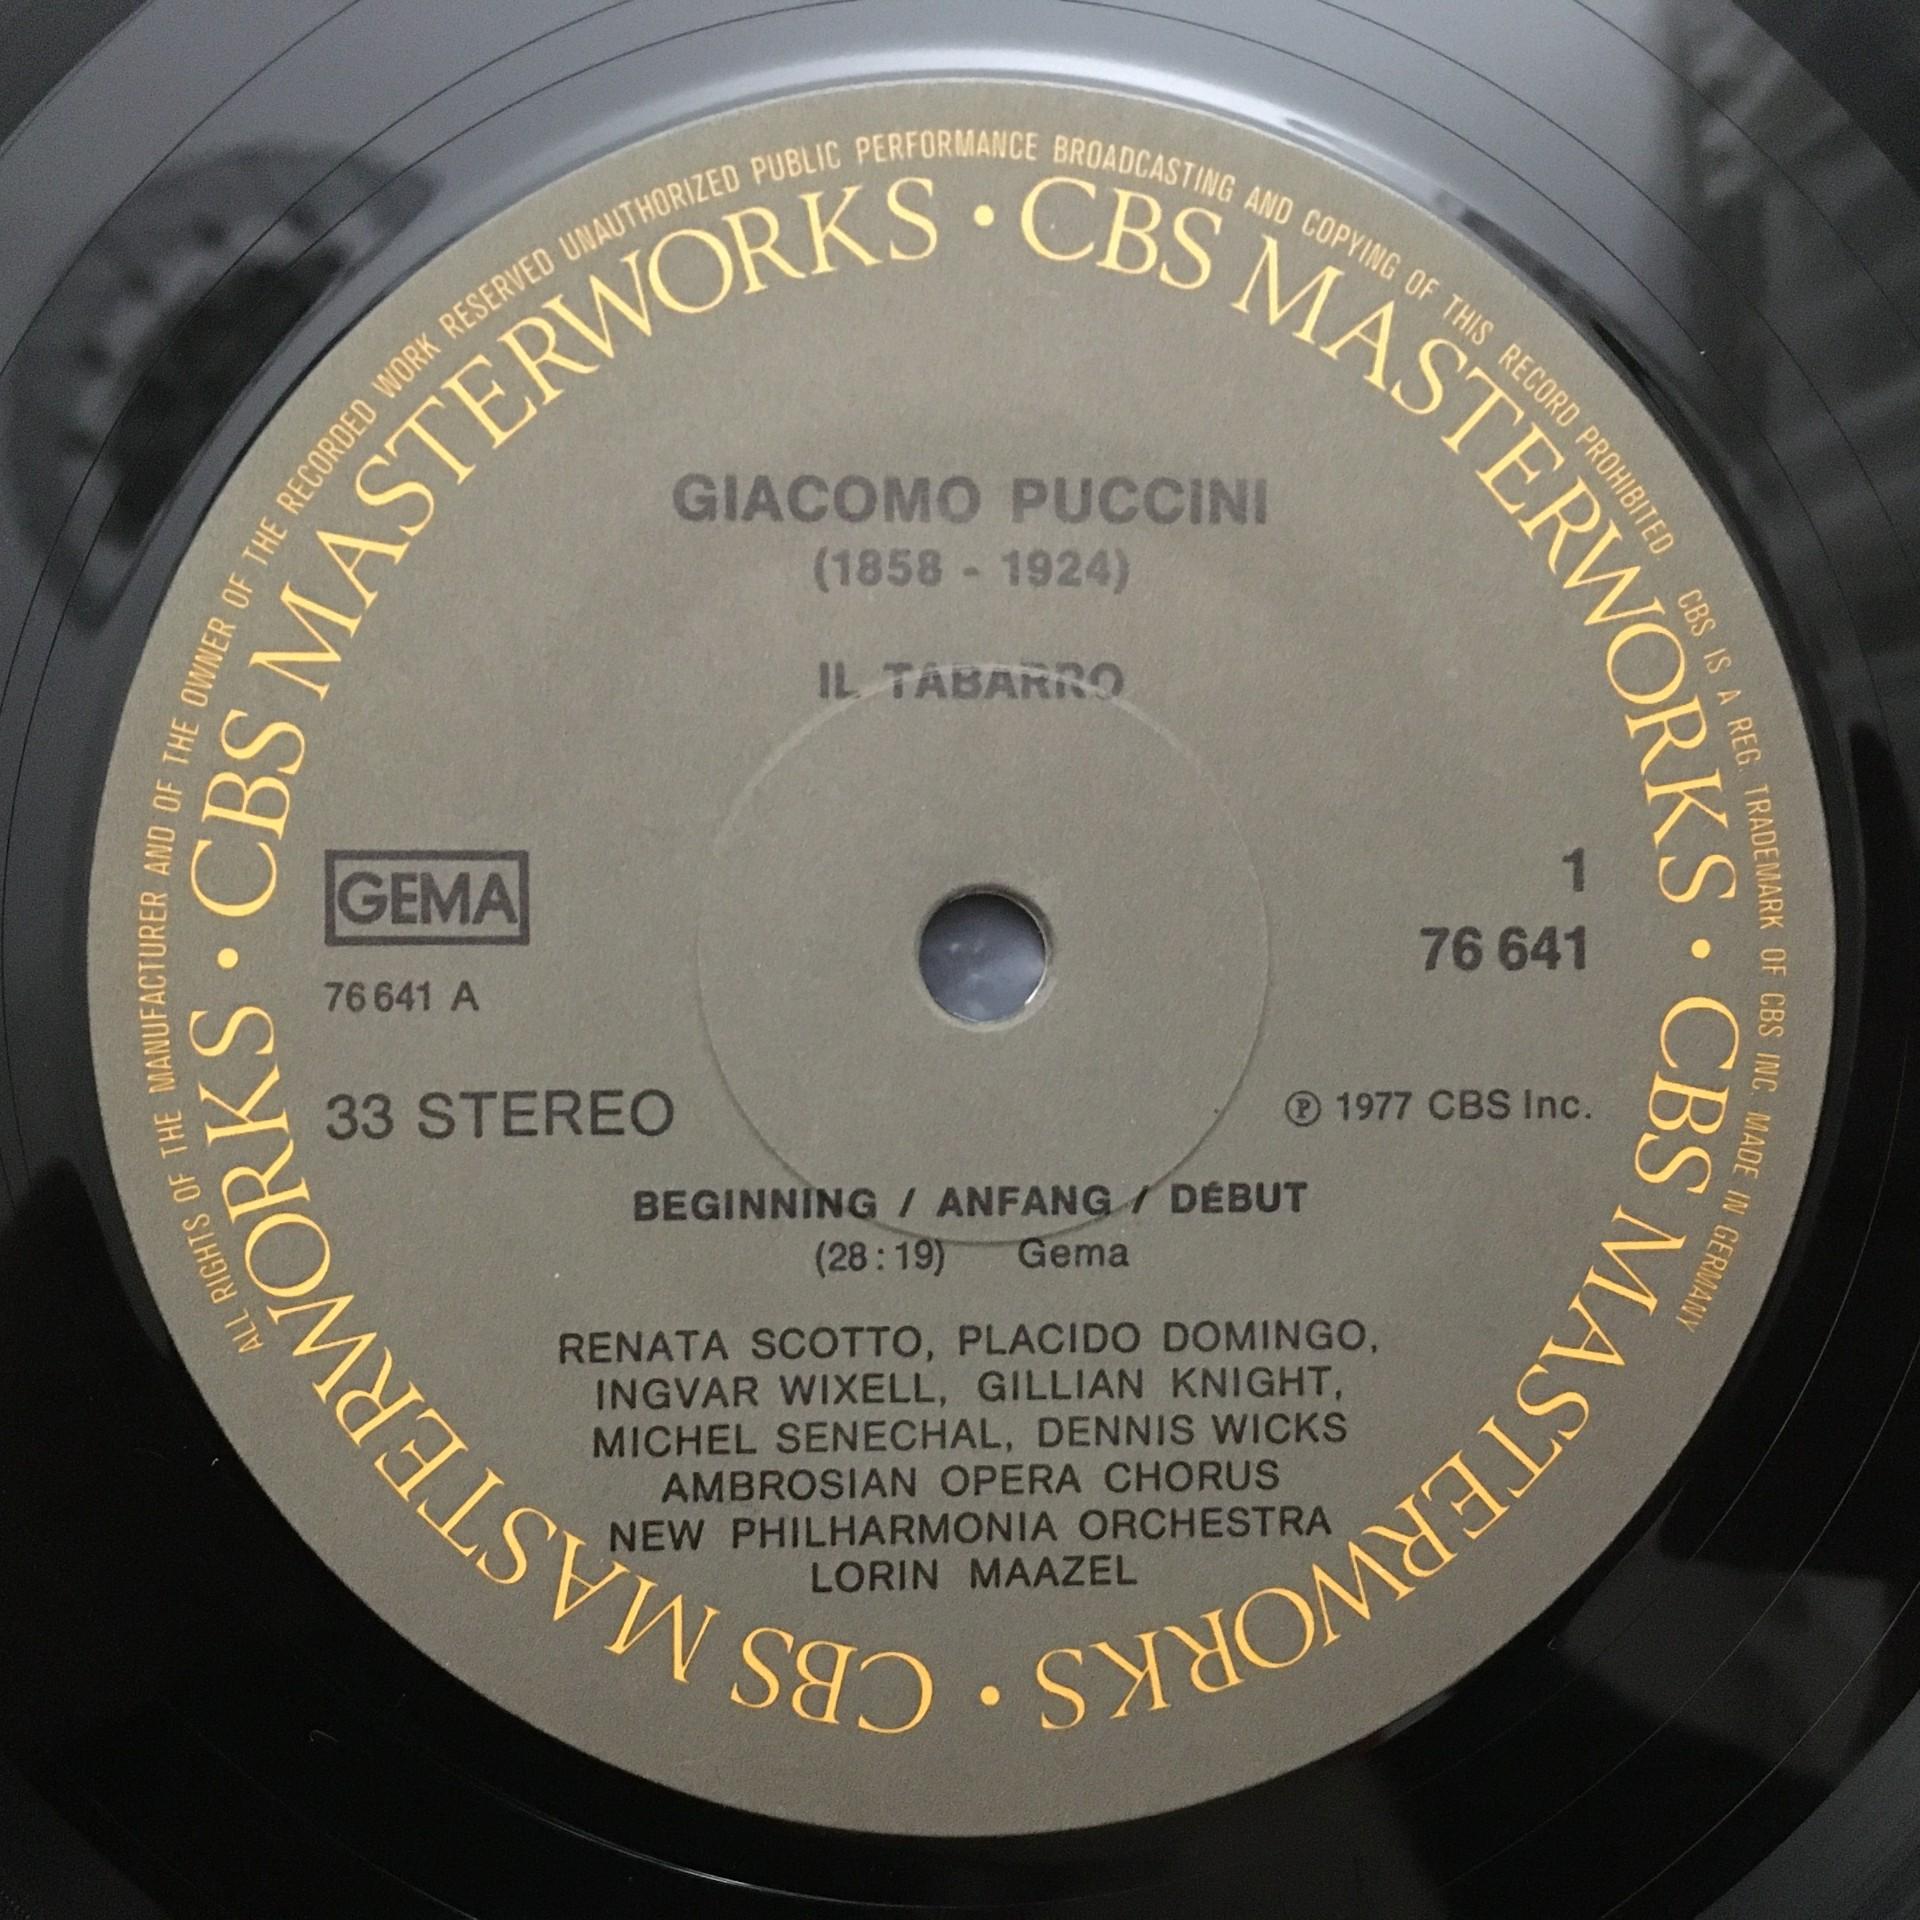 ALL RIGHTS OF THE MANUFACTURER AND OF THE OWNER OF THE RECORDED WORK RESERVED UNAUTHORIZED PUBLIC PERFORMANCE BROADCASTING AND COPYING OF THIS RECORD PROHIBITED CBS IS A REG. TRADEMARK OF CBS INC. MADE IN GERMANY
CBS MASTERWORKS • CBS MASTERWORKS • CBS MASTERWORKS • CBS MASTERWORKS •
GIACOMO PUCCINI
(1858 - 1924)
IL TABARRO
GEMA
1
76 641
76 641 A
33 STEREO
℗ 1977 CBS Inc.
BEGINNING / ANFANG / DÉBUT
(28:19) Gema
RENATA SCOTTO, PLACIDO DOMINGO,
INGVAR WIXELL, GILLIAN KNIGHT,
MICHEL SENECHAL, DENNIS WICKS
AMBROSIAN OPERA CHORUS
NEW PHILHARMONIA ORCHESTRA
LORIN MAAZEL